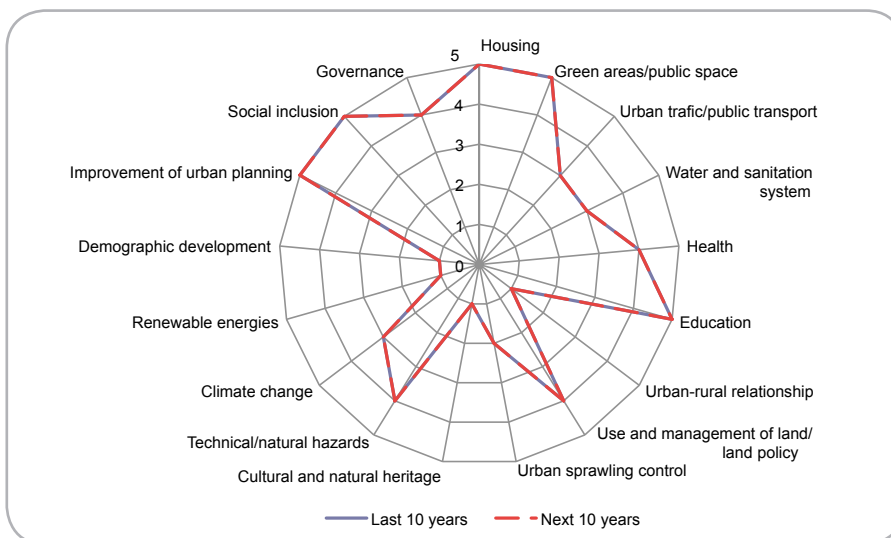 Housing
Green areas/public space
Urban trafic/public transport
Water and sanitation
system
Health
Education
Urban-rural relationship
Use and management of land/
land policy
Urban sprawling control
Cultural and natural heritage
Technical/natural hazards
Climate change
Renewable energies
Demographic development
Improvement of urban planning
Social inclusion
Governance
5
4
3
2
1
0
Last 10 years
Next 10 years